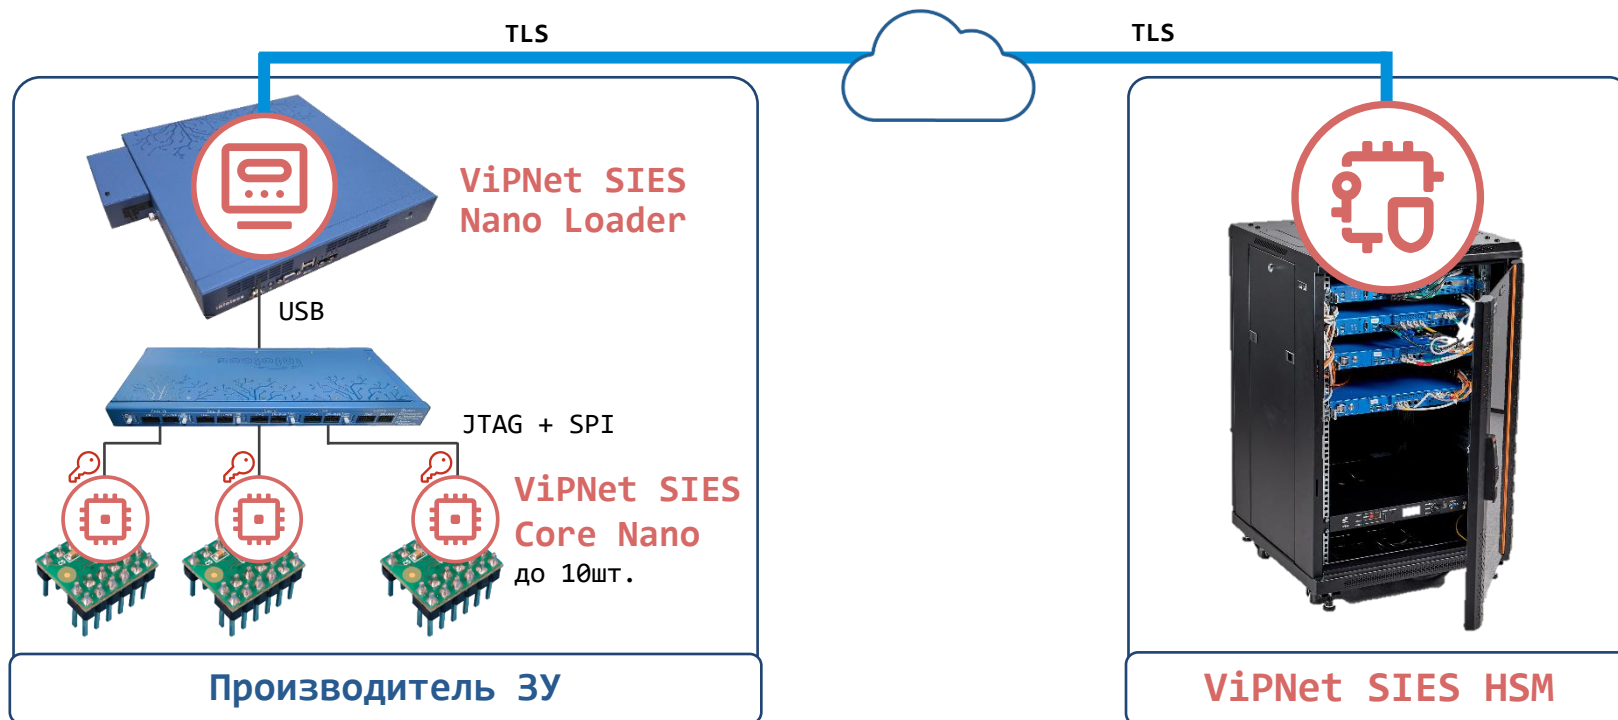 TLS
TLS
ViPNet SIES
Nano Loader
USB
JTAG + SPI
ViPNet SIES
Core Nano
до 10шт.
Производитель ЗУ
ViPNet SIES HSM